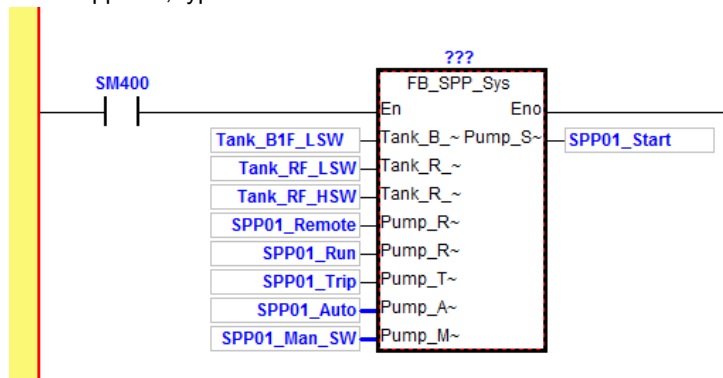 ???
SM400
FB_SPP_Sys
En Eno
Tank_B1F_LSW Tank_B_~ Pump_S~ SPP01_Start
Tank_RF_LSW Tank_R_~
Tank_RF_HSW Tank_R_~
SPP01_Remote Pump_R~
SPP01_Run Pump_R~
SPP01_Trip Pump_T~
SPP01_Auto Pump_A~
SPP01_Man_SW Pump_M~